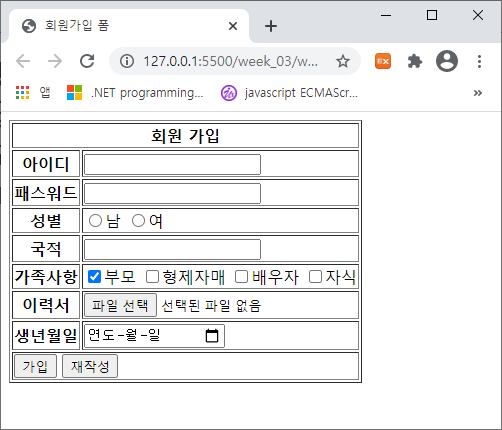 회원가입 폼
127.0.0.1:5500/week_03/w...
앱 .NET programming... javascript ECMAScr...
회원 가입
아이디
패스워드
성별 남 여
국적
가족사항 부모 형제자매 배우자 자식
이력서 파일 선택 선택된 파일 없음
생년월일 연도-월-일
가입 재작성